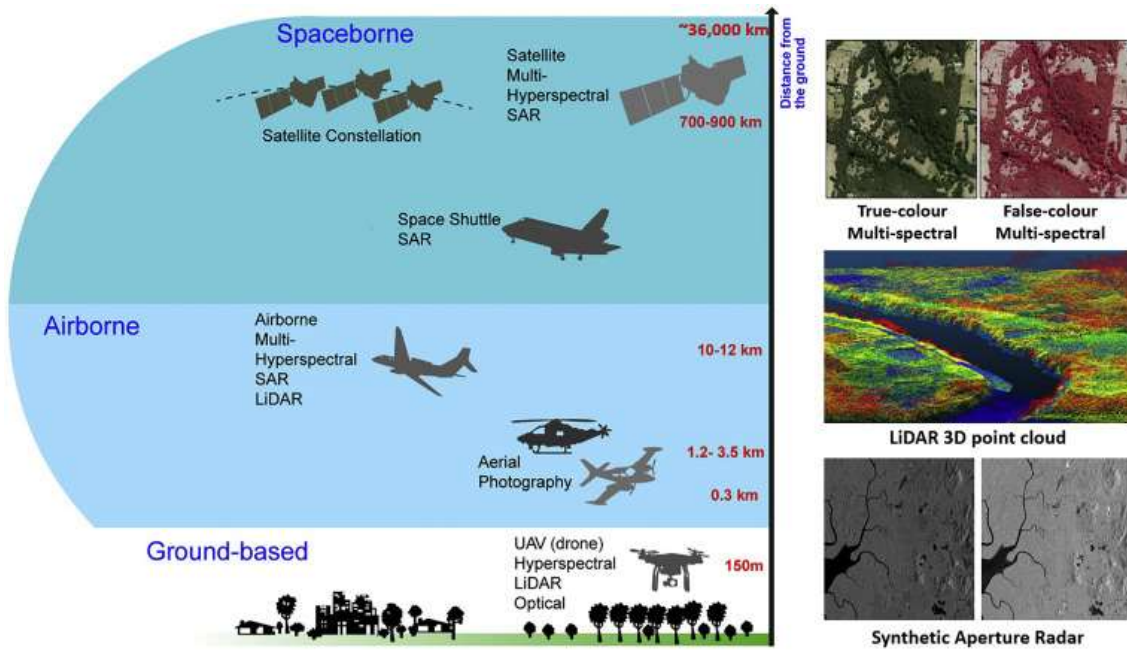 Spaceborne
~36,000 km
Satellite
Multi-
Hyperspectral
SAR
700-900 km
Satellite Constellation
Space Shuttle
SAR
Airborne
Airborne
Multi-
Hyperspectral
SAR
LiDAR
10-12 km
1.2- 3.5 km
Aerial
Photography
0.3 km
Ground-based
UAV (drone)
Hyperspectral
LiDAR
Optical
150m
Distance from
the ground
True-colour
Multi-spectral
False-colour
Multi-spectral
LiDAR 3D point cloud
Synthetic Aperture Radar